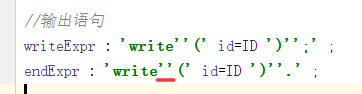 //输出语句
writeExpr : 'write''(' id=ID ')'';' ;
endExpr : 'write''(' id=ID ')''.' ;